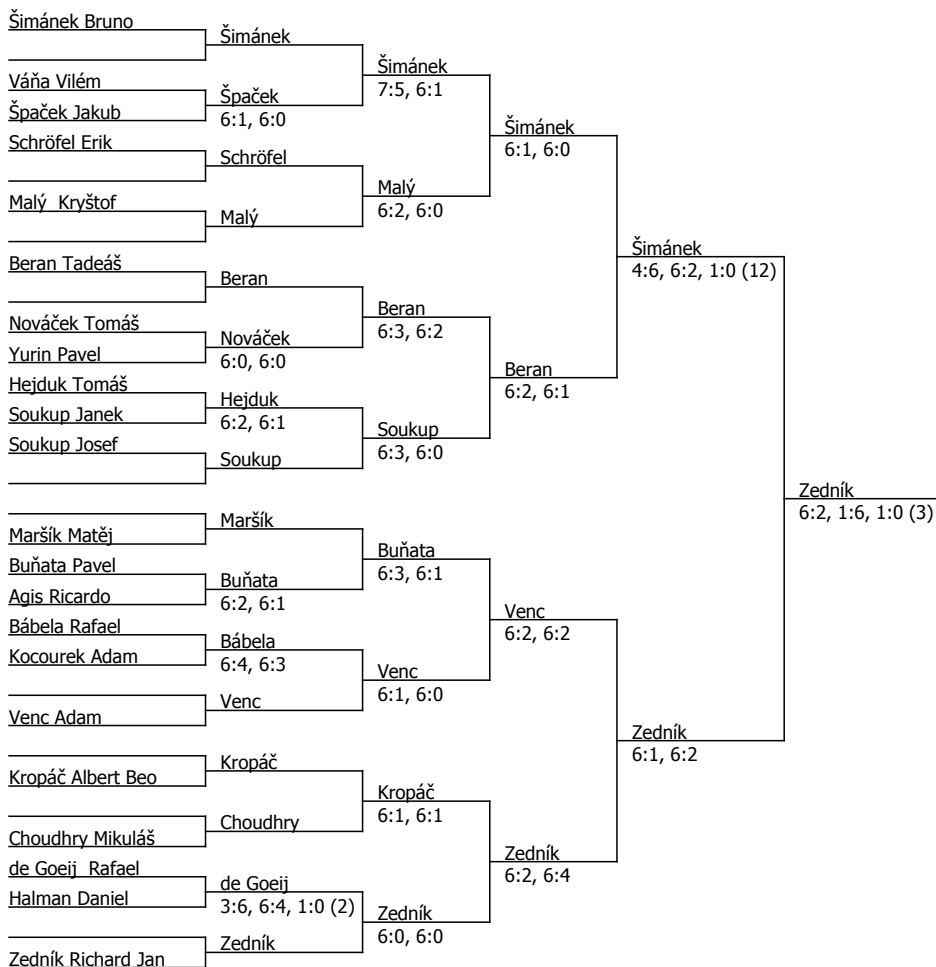 Šimánek Bruno
Váňa Vilém
Špaček Jakub
Schröfel Erik
Malý  Kryštof
Beran Tadeáš
Nováček Tomáš
Yurin Pavel
Hejduk Tomáš
Soukup Janek
Soukup Josef
Maršík Matěj
Buňata Pavel
Agis Ricardo
Bábela Rafael
Kocourek Adam
Venc Adam
Kropáč Albert Beo
Choudhry Mikuláš
de Goeij  Rafael
Halman Daniel
Zedník Richard Jan
Šimánek
Špaček
6:1, 6:0
Schröfel
Malý
Beran
Nováček
6:0, 6:0
Hejduk
6:2, 6:1
Soukup
Maršík
Buňata
6:2, 6:1
Bábela
6:4, 6:3
Venc
Kropáč
Choudhry
de Goeij
3:6, 6:4, 1:0 (2)
Zedník
Šimánek
7:5, 6:1
Malý
6:2, 6:0
Beran
6:3, 6:2
Soukup
6:3, 6:0
Buňata
6:3, 6:1
Venc
6:1, 6:0
Kropáč
6:1, 6:1
Zedník
6:0, 6:0
Šimánek
6:1, 6:0
Beran
6:2, 6:1
Venc
6:2, 6:2
Zedník
6:2, 6:4
Šimánek
4:6, 6:2, 1:0 (12)
Zedník
6:1, 6:2
Zedník
6:2, 1:6, 1:0 (3)